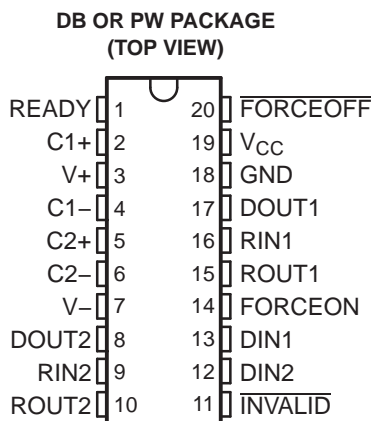 DB OR PW PACKAGE
(TOP VIEW)
READY 1 20 FORCEOFF
C1+ 2 19 VCC
V+ 3 18 GND
C1− 4 17 DOUT1
C2+ 5 16 RIN1
C2− 6 15 ROUT1
V− 7 14 FORCEON
DOUT2 8 13 DIN1
RIN2 9 12 DIN2
ROUT2 10 11 INVALID